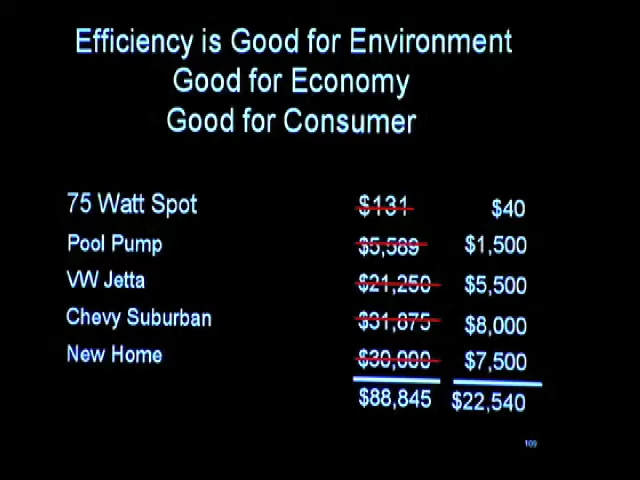 Efficiency is Good for Environment
Good for Economy
Good for Consumer
75 Watt Spot $131 $40
Pool Pump $5,589 $1,500
VW Jetta $21,250 $5,500
Chevy Suburban $31,875 $8,000
New Home $30,000 $7,500
$88,845 $22,540
109